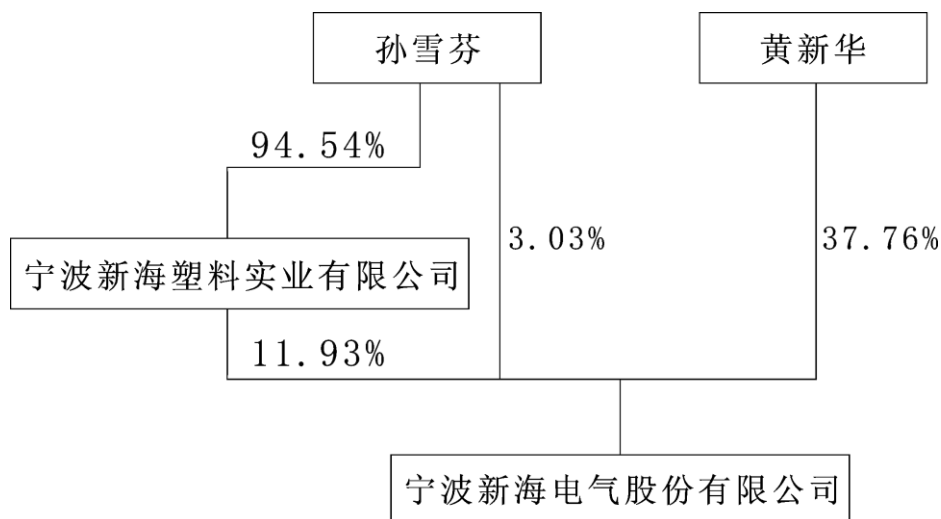 孙雪芬
黄新华
94.54%
3.03%
37.76%
宁波新海塑料实业有限公司
11.93%
宁波新海电气股份有限公司